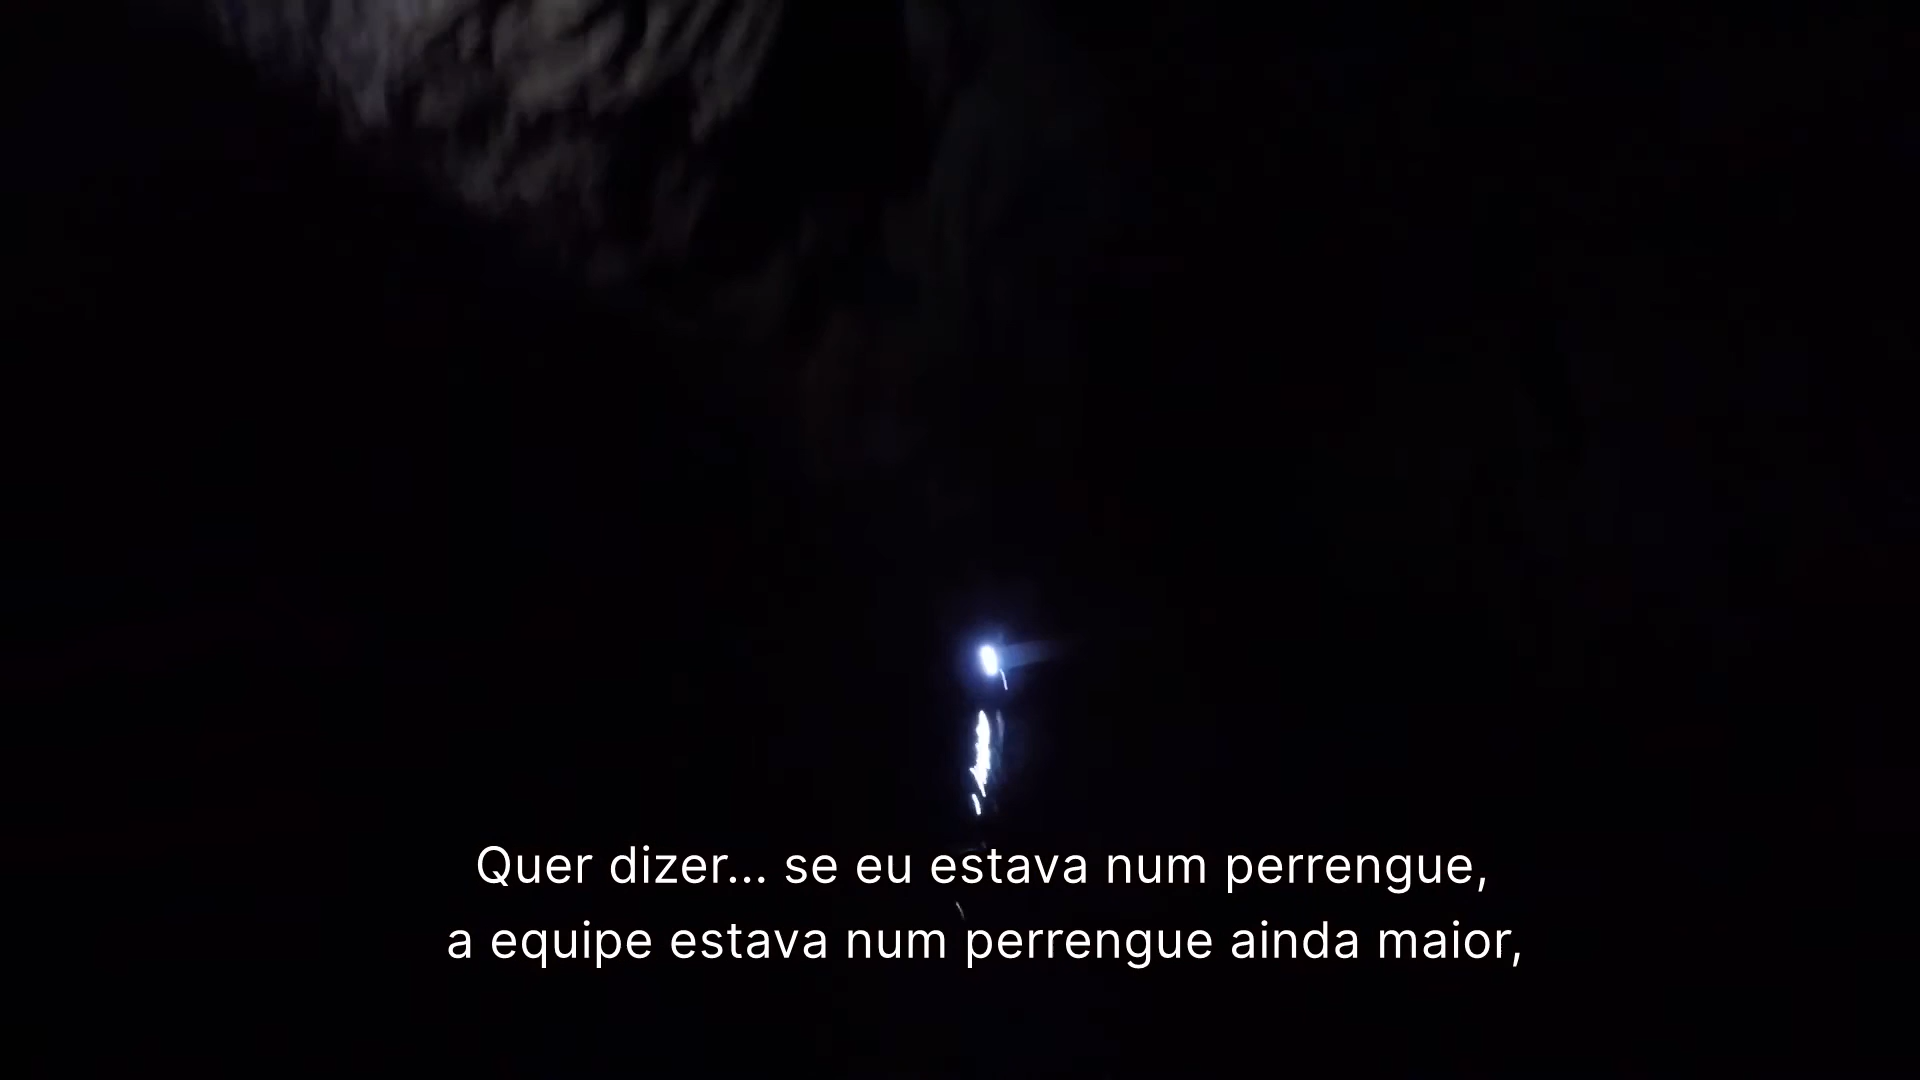 Quer dizer... se eu estava num perrengue,
a equipe estava num perrengue ainda maior,